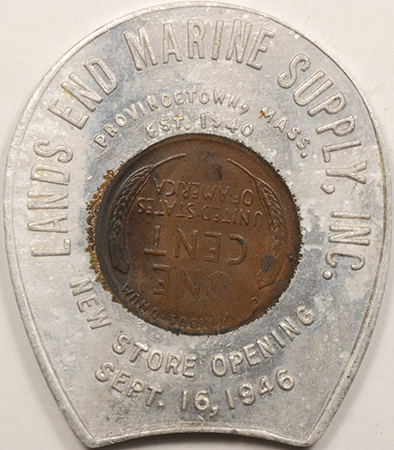 LANDS END MARINE SUPPLY, INC.
PROVINCETOWN, MASS.
EST. 1940
ONE
CENT
UNITED STATES
OF AMERICA
NEW STORE OPENING
SEPT. 16, 1946